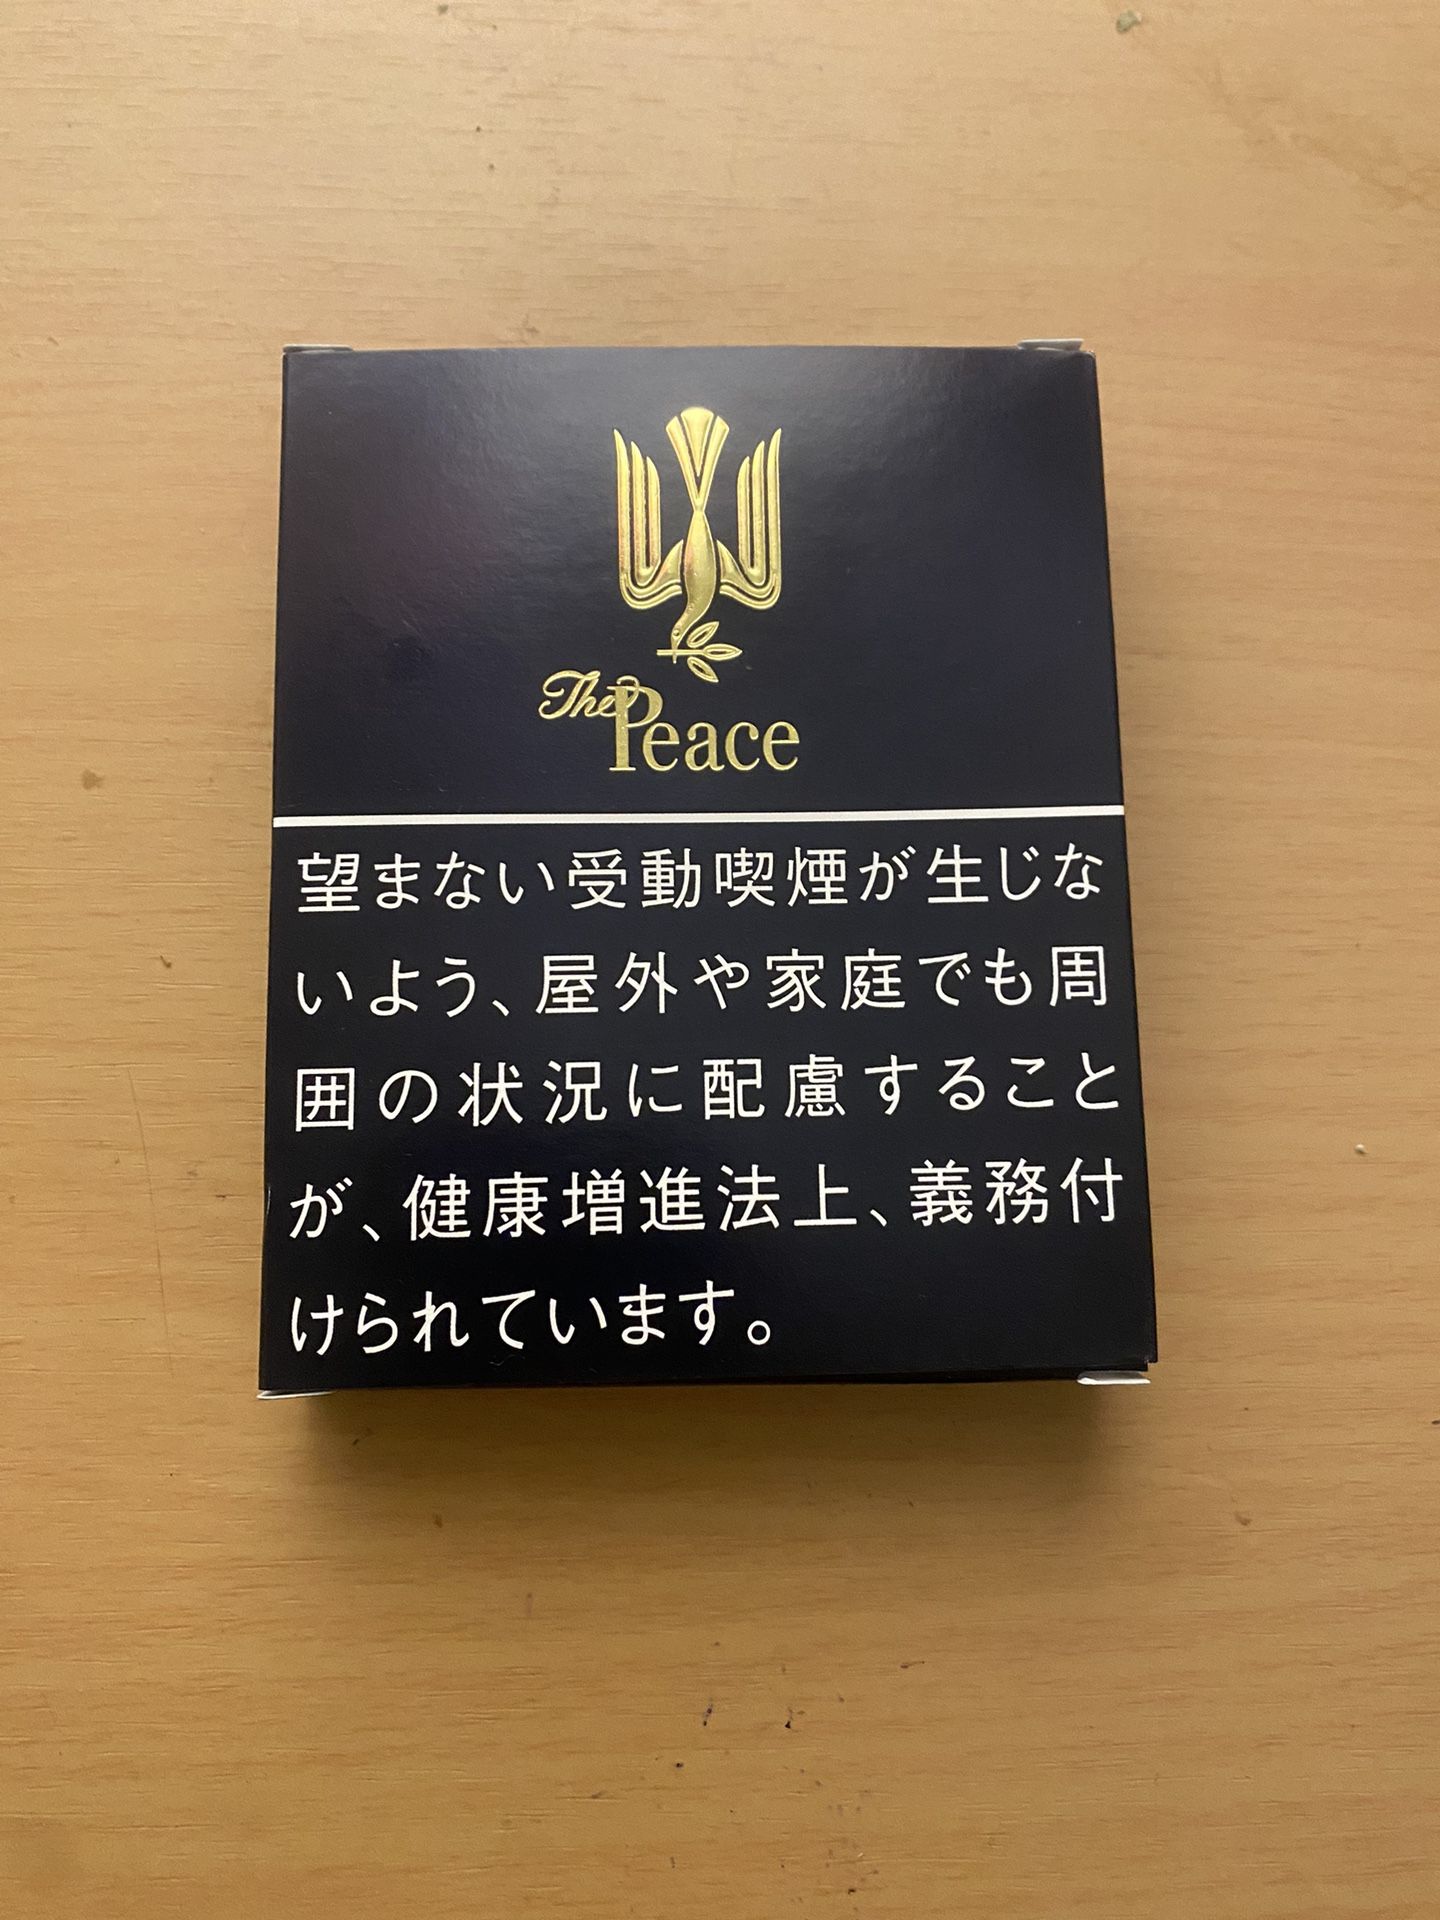 The Peace
望まない受動喫煙が生じな
いよう、屋外や家庭でも周
囲の状況に配慮すること
が、健康増進法上、義務付
けられています。